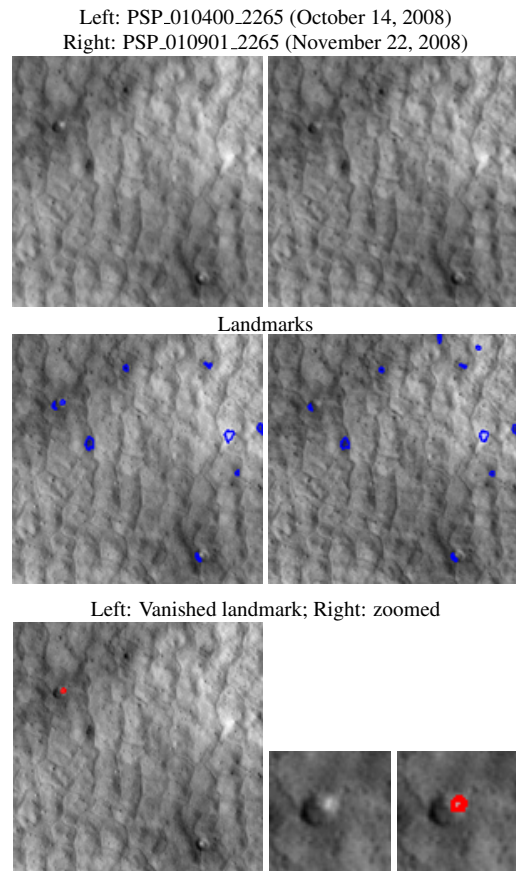 Left: PSP_010400_2265 (October 14, 2008)
Right: PSP_010901_2265 (November 22, 2008)
Landmarks
Left: Vanished landmark; Right: zoomed